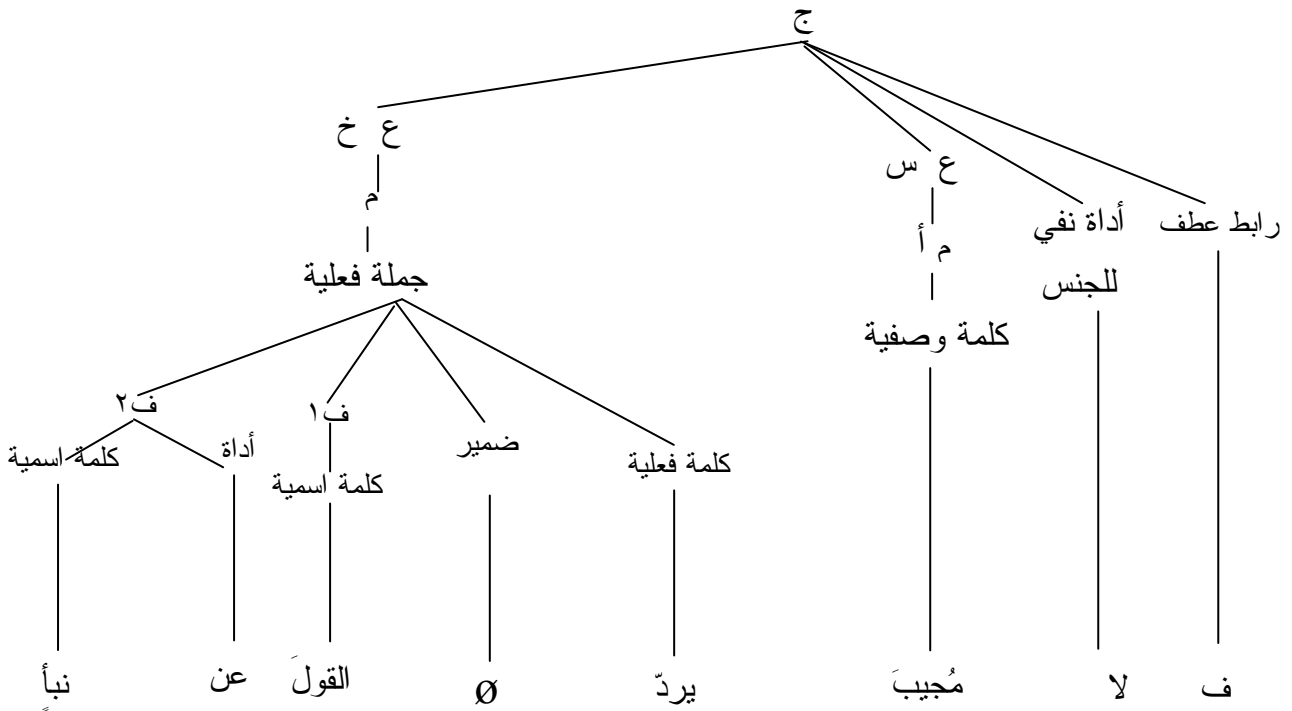 ج
ع خ
ع س
م
م أ
رابط عطف
أداة نفي
للجنس
جملة فعلية
كلمة وصفية
ف٢
ف١
ضمير
كلمة فعلية
كلمة اسمية
أداة
كلمة اسمية
ف لا مُجيبَ يردّ Ø القولَ عن نبأٍ